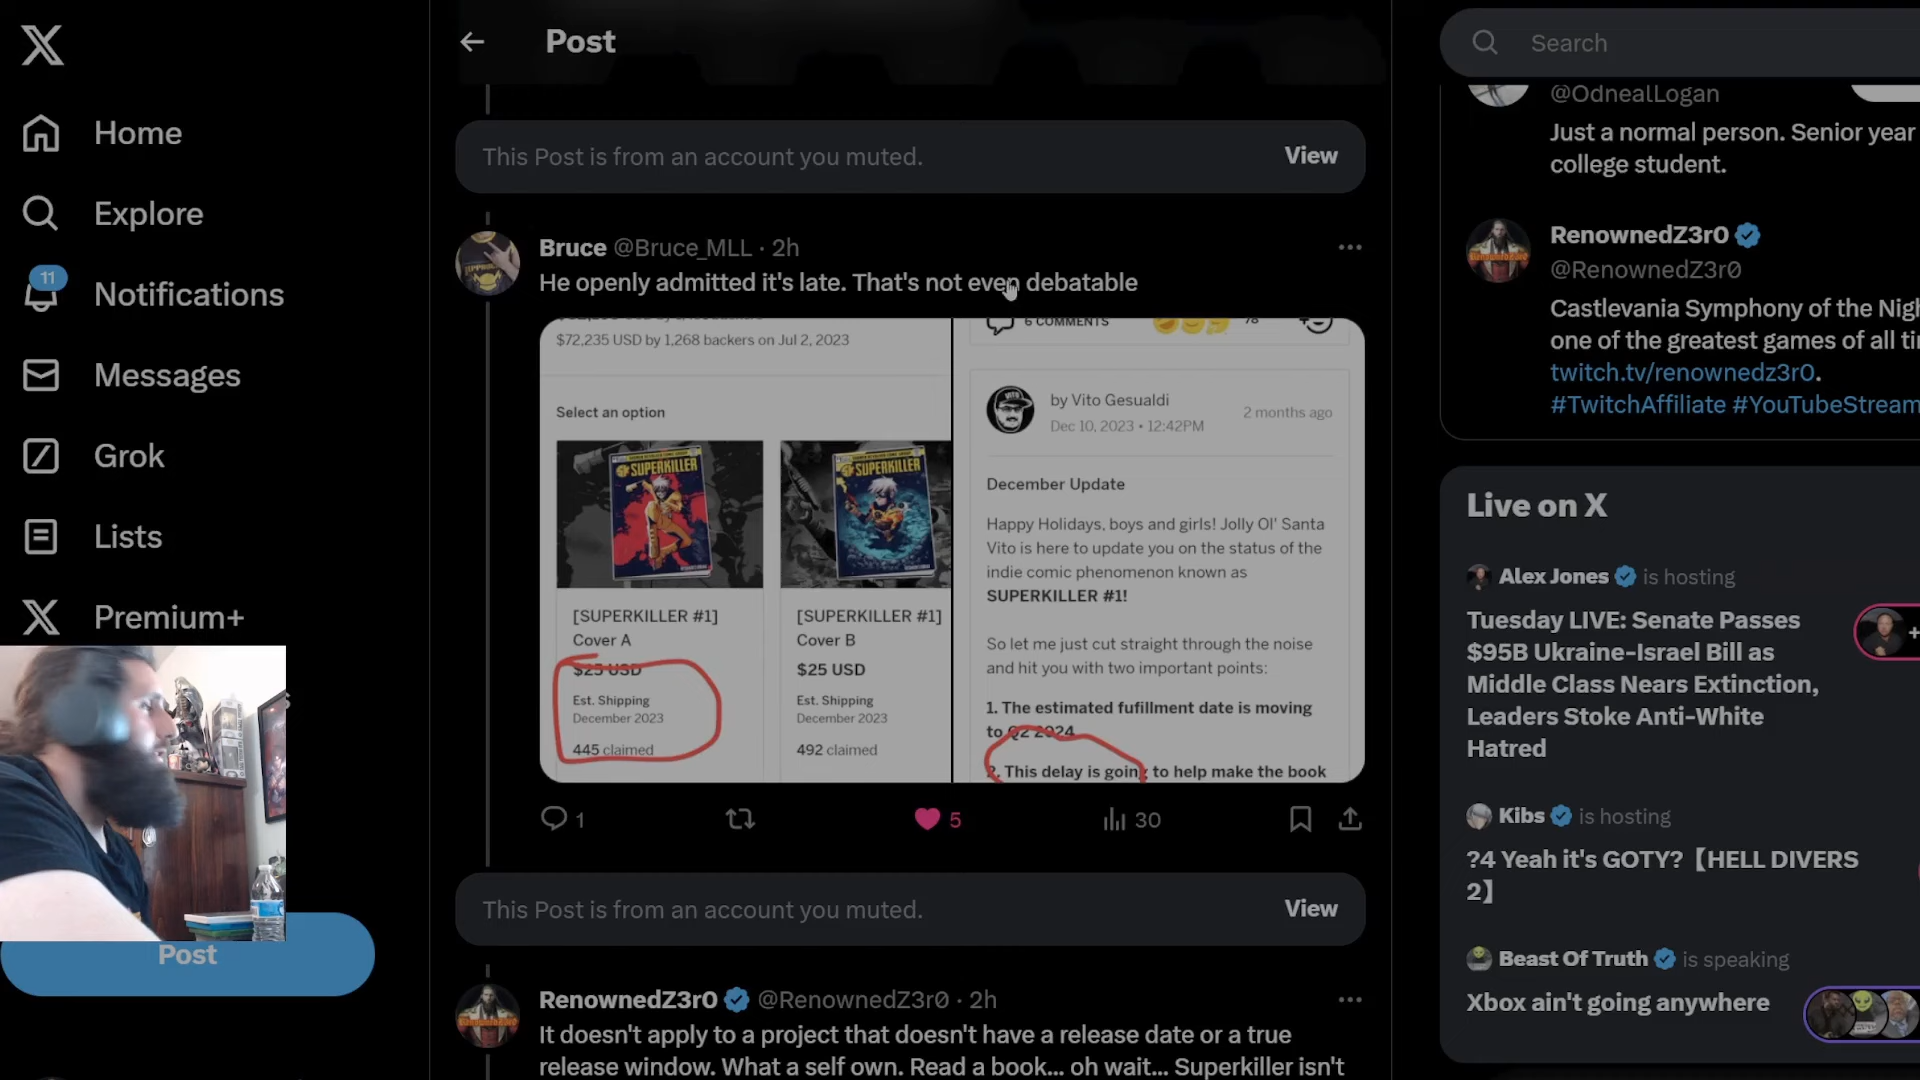 Post
Search
Home
Explore
11
Notifications
Messages
Grok
Lists
Premium+
Post
This Post is from an account you muted.
View
Bruce @Bruce_MLL · 2h
He openly admitted it's late. That's not even debatable
$72,235 USD by 1,268 backers on Jul 2, 2023
Select an option
SUPERKILLER
SUPERKILLER
[SUPERKILLER #1]
Cover A
$25 USD
Est. Shipping
December 2023
445 claimed
[SUPERKILLER #1]
Cover B
$25 USD
Est. Shipping
December 2023
492 claimed
6 COMMENTS
78
by Vito Gesualdi
2 months ago
Dec 10, 2023 • 12:42PM
December Update
Happy Holidays, boys and girls! Jolly Ol' Santa
Vito is here to update you on the status of the
indie comic phenomenon known as
SUPERKILLER #1!
So let me just cut straight through the noise
and hit you with two important points:
1. The estimated fufillment date is moving
to Q2 2024
2. This delay is going to help make the book
1
5
30
This Post is from an account you muted.
View
RenownedZ3r0 @RenownedZ3r0 · 2h
It doesn't apply to a project that doesn't have a release date or a true
release window. What a self own. Read a book... oh wait... Superkiller isn't
@OdnealLogan
Just a normal person. Senior year
college student.
RenownedZ3r0
@RenownedZ3r0
Castlevania Symphony of the Nigh
one of the greatest games of all ti
twitch.tv/renownedz3r0.
#TwitchAffiliate #YouTubeStream
Live on X
Alex Jones is hosting
Tuesday LIVE: Senate Passes
$95B Ukraine-Israel Bill as
Middle Class Nears Extinction,
Leaders Stoke Anti-White
Hatred
Kibs is hosting
?4 Yeah it's GOTY?【HELL DIVERS
2】
Beast Of Truth is speaking
Xbox ain't going anywhere